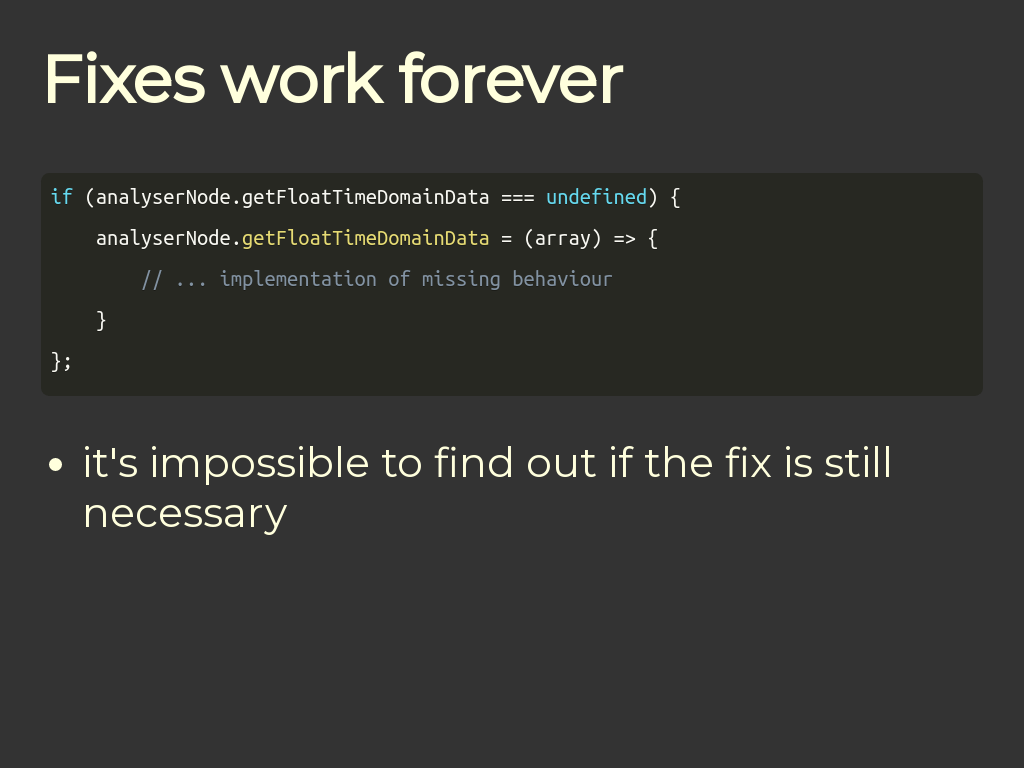 Fixes work forever
if (analyserNode.getFloatTimeDomainData === undefined) {
    analyserNode.getFloatTimeDomainData = (array) => {
        // ... implementation of missing behaviour
    }
};
• it's impossible to find out if the fix is still
necessary